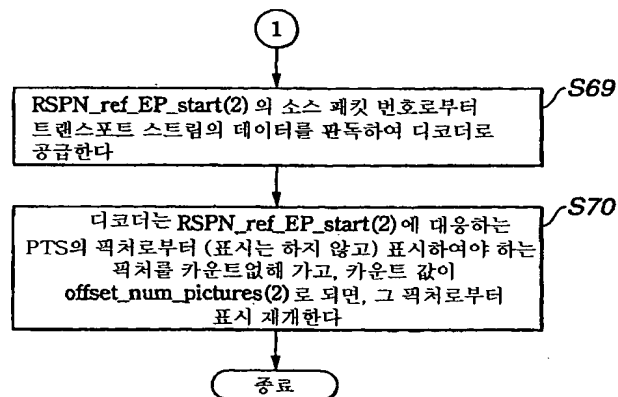 1
RSPN_ref_EP_start(2) 의 소스 패킷 번호로부터
트랜스포트 스트림의 데이터를 판독하여 디코더로
공급한다
S69
디코더는 RSPN_ref_EP_start(2) 에 대응하는
PTS의 픽처로부터 (표시는 하지 않고) 표시하여야 하는
픽처를 카운트없해 가고, 카운트 값이
offset_num_pictures(2) 로 되면, 그 픽처로부터
표시 재개한다
S70
종료